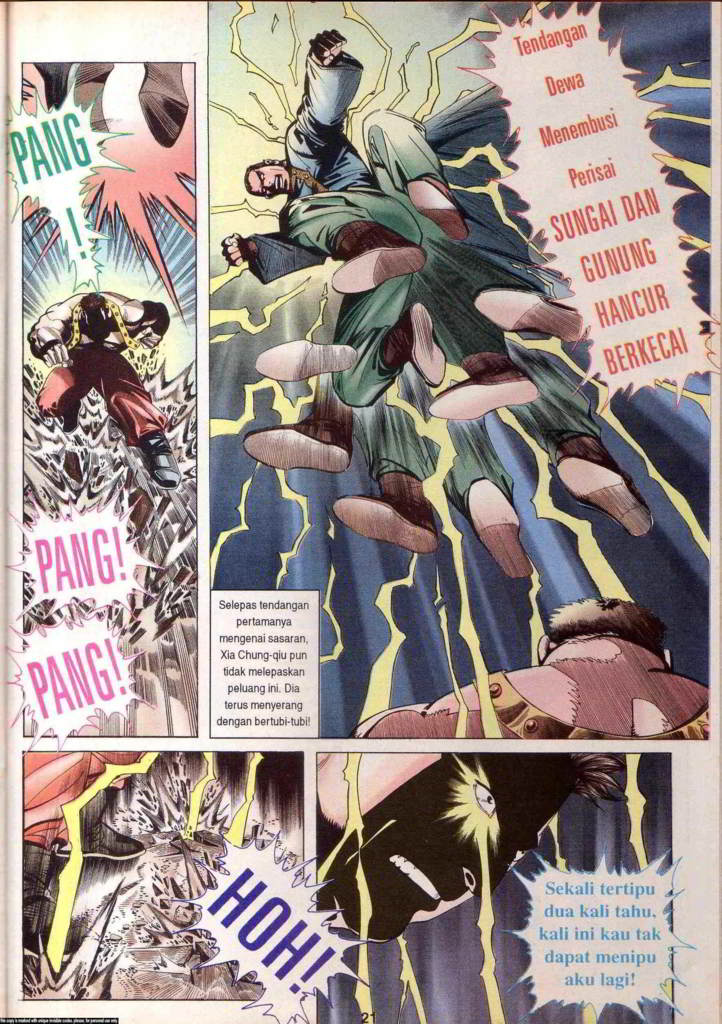 PANG
!
PANG!
PANG!
Tendangan
Dewa
Menembusi
Perisai
SUNGAI DAN
GUNUNG
HANCUR
BERKECAI
Selepas tendangan
pertamanya
mengenai sasaran,
Xia Chung-qiu pun
tidak melepaskan
peluang ini. Dia
terus menyerang
dengan bertubi-tubi!
HOH!
Sekali tertipu
dua kali tahu,
kali ini kau tak
dapat menipu
aku lagi!
21